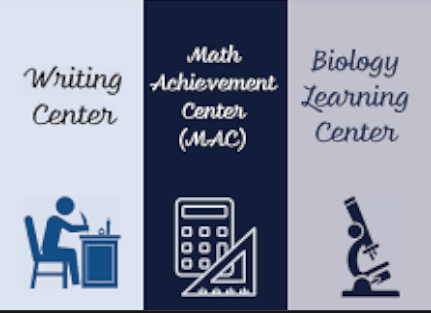 Writing
Center
Math
Achievement
Center
(MAC)
Biology
Learning
Center